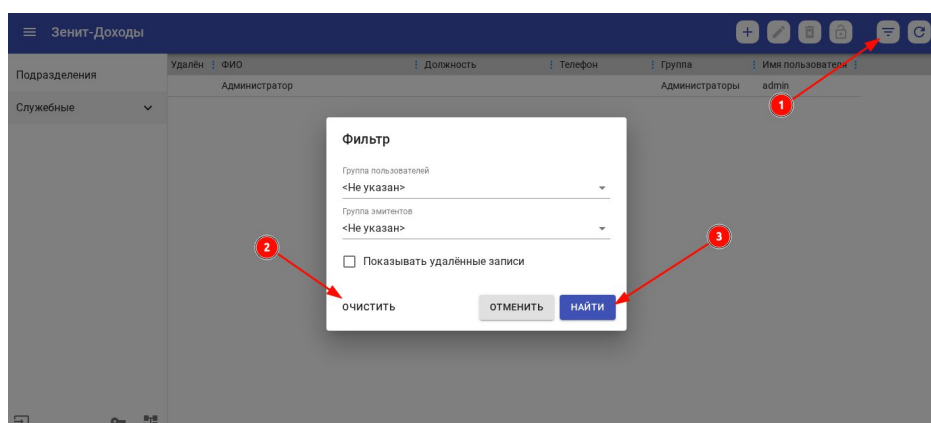 Зенит-Доходы
Подразделения
Служебные
Удалён ФИО Должность Телефон Группа Имя пользователя
Администратор Администраторы admin
1
Фильтр
Группа пользователей
<Не указан>
Группа эмитентов
<Не указан>
2
3
Показывать удалённые записи
ОЧИСТИТЬ ОТМЕНИТЬ НАЙТИ